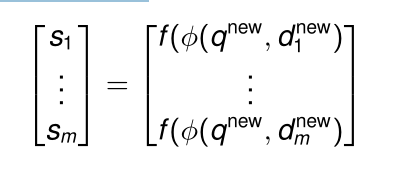 s₁ = f(ϕ(q^new, d₁^new)
⋮ ⋮
sₘ f(ϕ(q^new, dₘ^new)